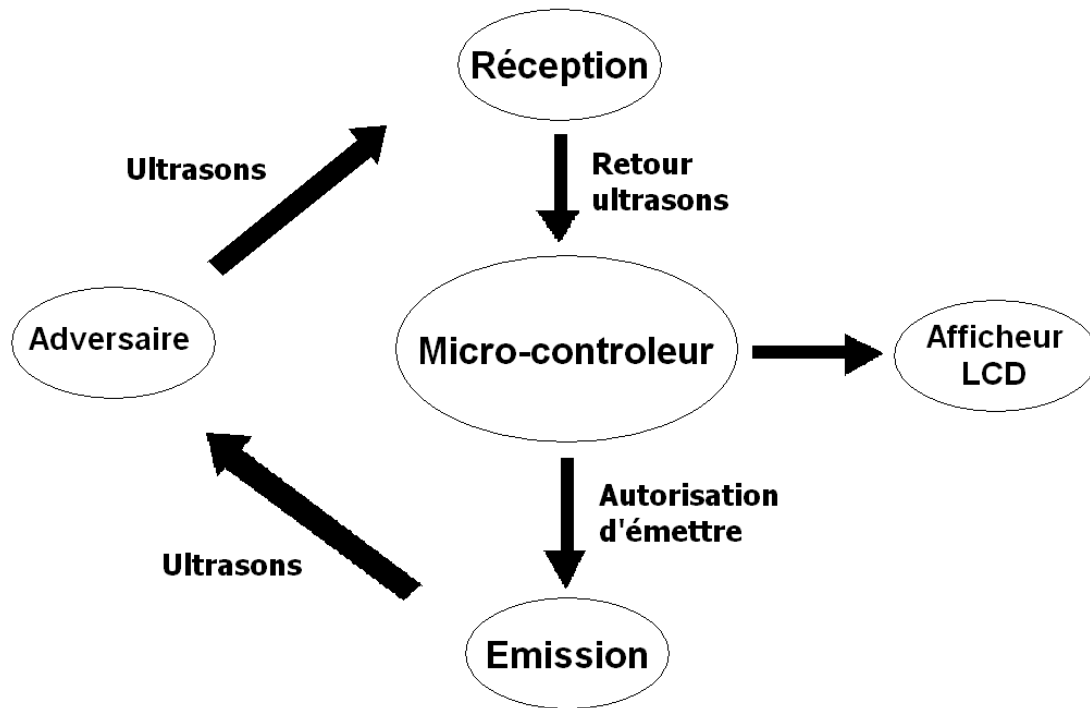 Réception
Ultrasons
Retour
ultrasons
Adversaire
Micro-controleur
Afficheur
LCD
Autorisation
d'émettre
Ultrasons
Emission